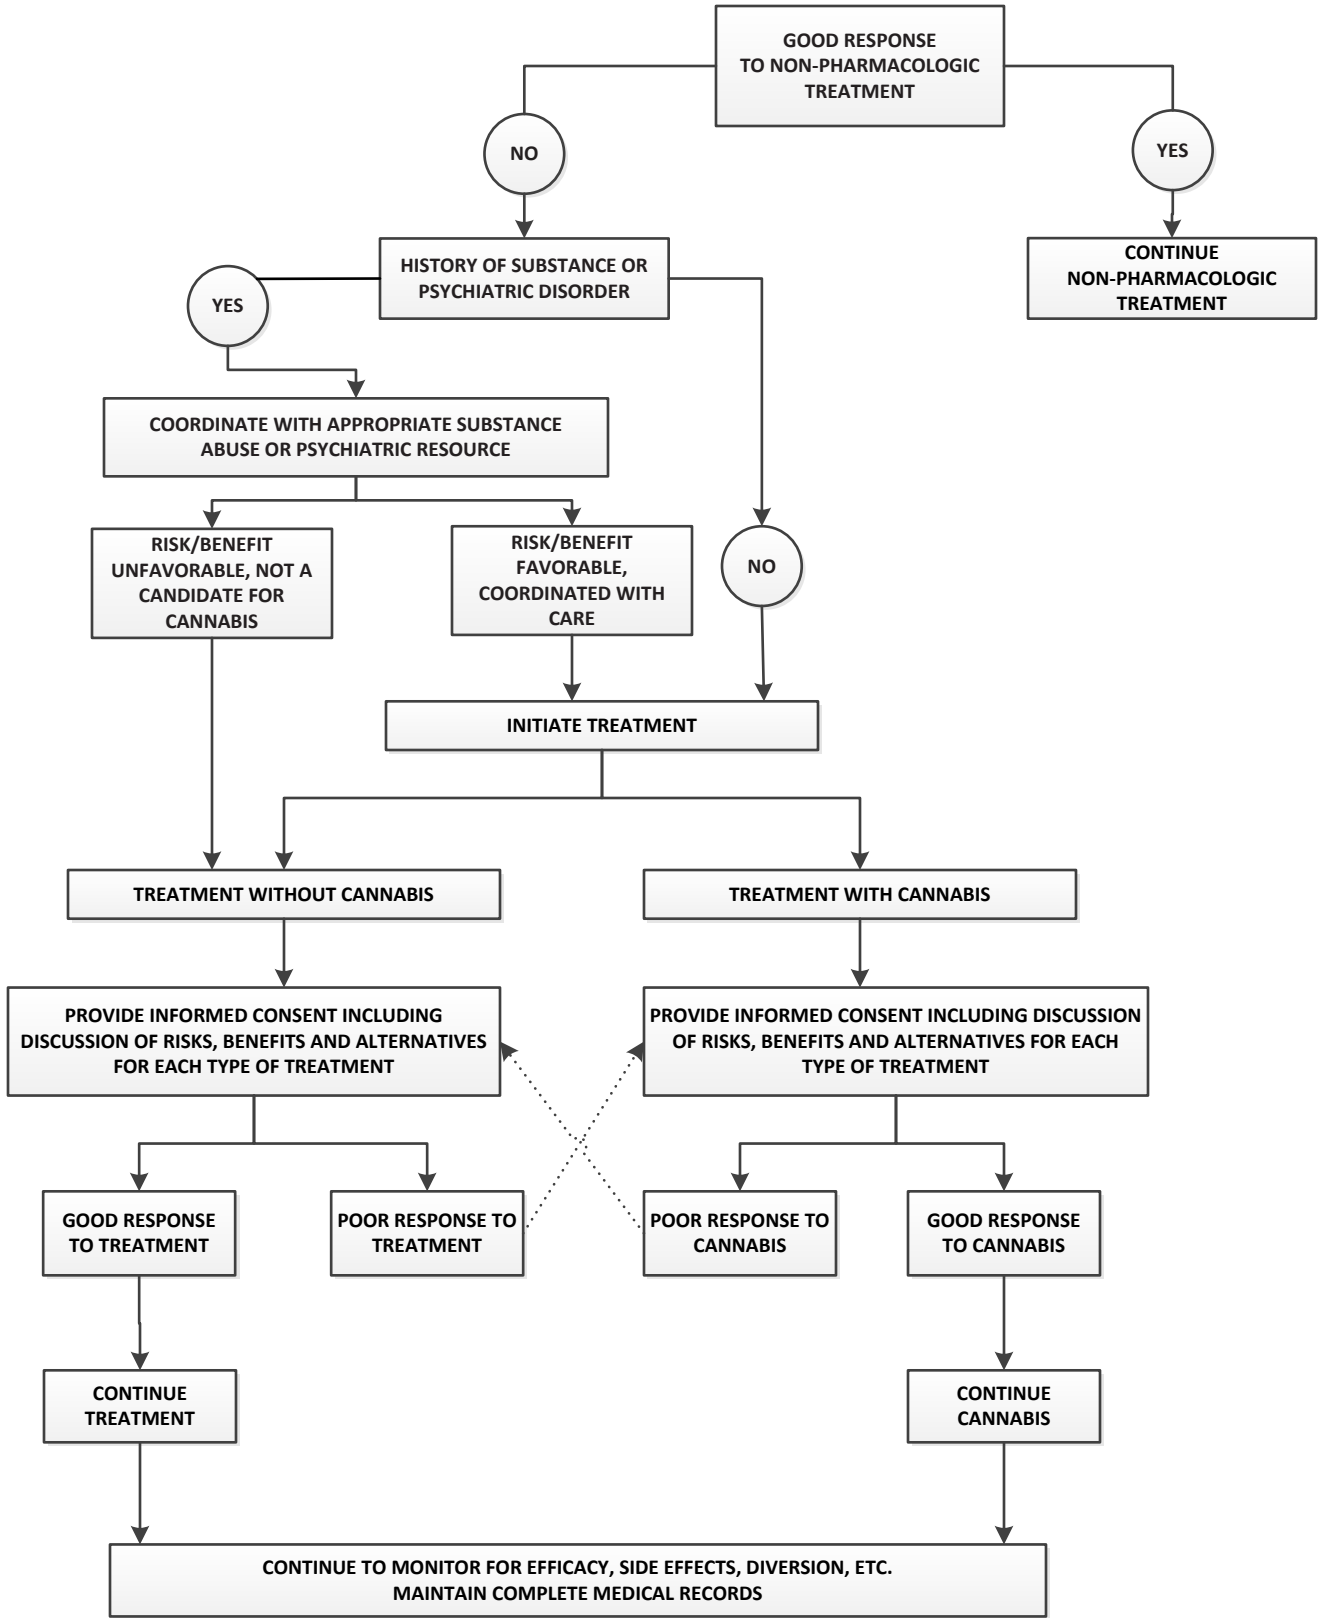 GOOD RESPONSE
TO NON-PHARMACOLOGIC
TREATMENT
NO
YES
HISTORY OF SUBSTANCE OR
PSYCHIATRIC DISORDER
CONTINUE
NON-PHARMACOLOGIC
TREATMENT
YES
COORDINATE WITH APPROPRIATE SUBSTANCE
ABUSE OR PSYCHIATRIC RESOURCE
RISK/BENEFIT
UNFAVORABLE, NOT A
CANDIDATE FOR
CANNABIS
RISK/BENEFIT
FAVORABLE,
COORDINATED WITH
CARE
NO
INITIATE TREATMENT
TREATMENT WITHOUT CANNABIS
TREATMENT WITH CANNABIS
PROVIDE INFORMED CONSENT INCLUDING
DISCUSSION OF RISKS, BENEFITS AND ALTERNATIVES
FOR EACH TYPE OF TREATMENT
PROVIDE INFORMED CONSENT INCLUDING DISCUSSION
OF RISKS, BENEFITS AND ALTERNATIVES FOR EACH
TYPE OF TREATMENT
GOOD RESPONSE
TO TREATMENT
POOR RESPONSE TO
TREATMENT
POOR RESPONSE TO
CANNABIS
GOOD RESPONSE
TO CANNABIS
CONTINUE
TREATMENT
CONTINUE
CANNABIS
CONTINUE TO MONITOR FOR EFFICACY, SIDE EFFECTS, DIVERSION, ETC.
MAINTAIN COMPLETE MEDICAL RECORDS